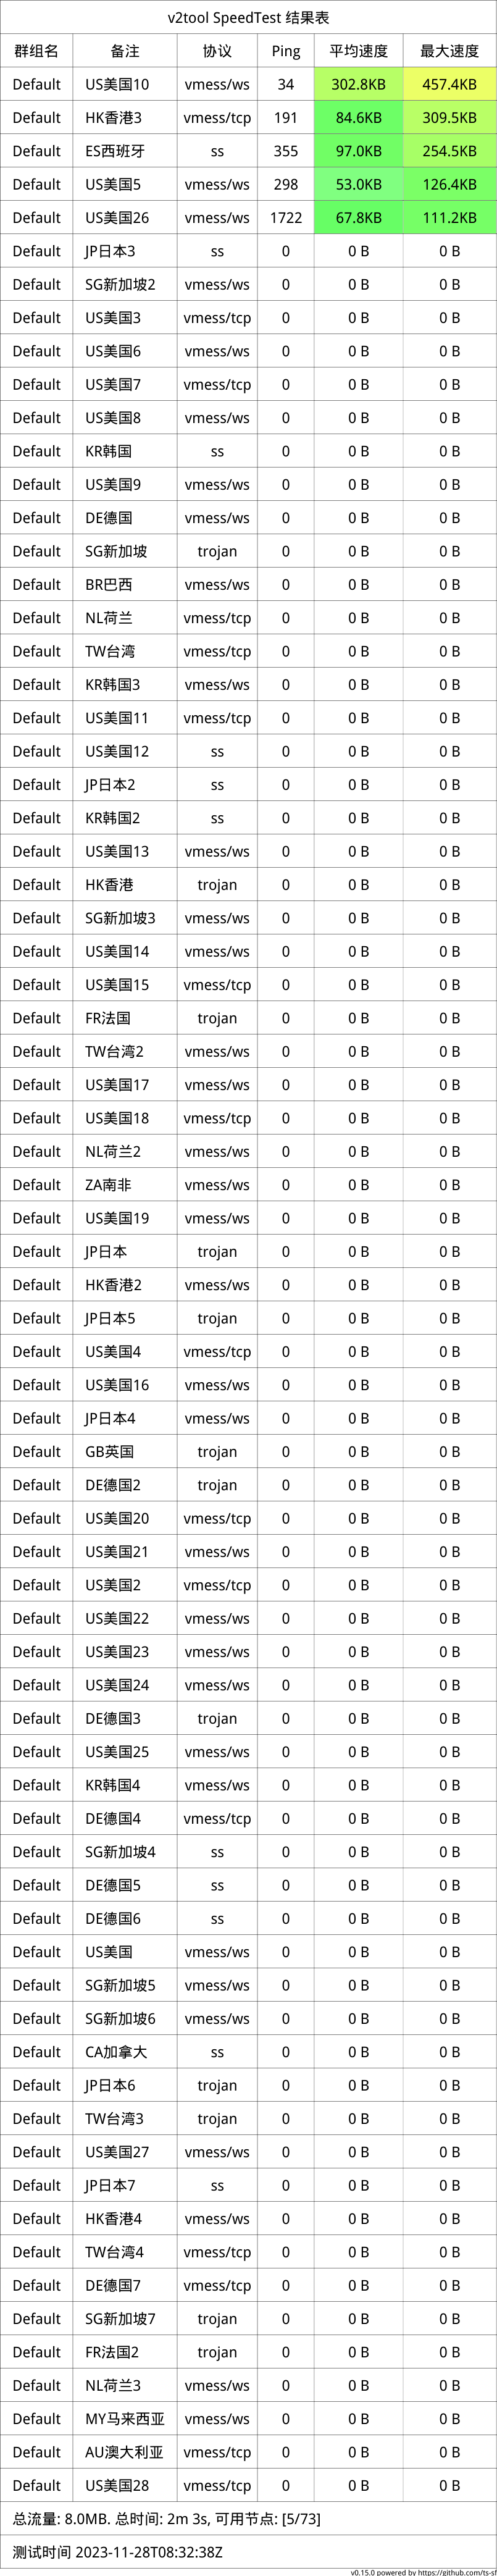 v2tool SpeedTest 结果表
群组名 备注 协议 Ping 平均速度 最大速度
Default US美国10 vmess/ws 34 302.8KB 457.4KB
Default HK香港3 vmess/tcp 191 84.6KB 309.5KB
Default ES西班牙 ss 355 97.0KB 254.5KB
Default US美国5 vmess/ws 298 53.0KB 126.4KB
Default US美国26 vmess/ws 1722 67.8KB 111.2KB
Default JP日本3 ss 0 0 B 0 B
Default SG新加坡2 vmess/ws 0 0 B 0 B
Default US美国3 vmess/tcp 0 0 B 0 B
Default US美国6 vmess/ws 0 0 B 0 B
Default US美国7 vmess/tcp 0 0 B 0 B
Default US美国8 vmess/ws 0 0 B 0 B
Default KR韩国 ss 0 0 B 0 B
Default US美国9 vmess/ws 0 0 B 0 B
Default DE德国 vmess/ws 0 0 B 0 B
Default SG新加坡 trojan 0 0 B 0 B
Default BR巴西 vmess/ws 0 0 B 0 B
Default NL荷兰 vmess/tcp 0 0 B 0 B
Default TW台湾 vmess/tcp 0 0 B 0 B
Default KR韩国3 vmess/ws 0 0 B 0 B
Default US美国11 vmess/tcp 0 0 B 0 B
Default US美国12 ss 0 0 B 0 B
Default JP日本2 ss 0 0 B 0 B
Default KR韩国2 ss 0 0 B 0 B
Default US美国13 vmess/ws 0 0 B 0 B
Default HK香港 trojan 0 0 B 0 B
Default SG新加坡3 vmess/ws 0 0 B 0 B
Default US美国14 vmess/ws 0 0 B 0 B
Default US美国15 vmess/tcp 0 0 B 0 B
Default FR法国 trojan 0 0 B 0 B
Default TW台湾2 vmess/ws 0 0 B 0 B
Default US美国17 vmess/ws 0 0 B 0 B
Default US美国18 vmess/tcp 0 0 B 0 B
Default NL荷兰2 vmess/ws 0 0 B 0 B
Default ZA南非 vmess/ws 0 0 B 0 B
Default US美国19 vmess/ws 0 0 B 0 B
Default JP日本 trojan 0 0 B 0 B
Default HK香港2 vmess/ws 0 0 B 0 B
Default JP日本5 trojan 0 0 B 0 B
Default US美国4 vmess/tcp 0 0 B 0 B
Default US美国16 vmess/ws 0 0 B 0 B
Default JP日本4 vmess/ws 0 0 B 0 B
Default GB英国 trojan 0 0 B 0 B
Default DE德国2 trojan 0 0 B 0 B
Default US美国20 vmess/tcp 0 0 B 0 B
Default US美国21 vmess/ws 0 0 B 0 B
Default US美国2 vmess/tcp 0 0 B 0 B
Default US美国22 vmess/ws 0 0 B 0 B
Default US美国23 vmess/ws 0 0 B 0 B
Default US美国24 vmess/ws 0 0 B 0 B
Default DE德国3 trojan 0 0 B 0 B
Default US美国25 vmess/ws 0 0 B 0 B
Default KR韩国4 vmess/ws 0 0 B 0 B
Default DE德国4 vmess/tcp 0 0 B 0 B
Default SG新加坡4 ss 0 0 B 0 B
Default DE德国5 ss 0 0 B 0 B
Default DE德国6 ss 0 0 B 0 B
Default US美国 vmess/ws 0 0 B 0 B
Default SG新加坡5 vmess/ws 0 0 B 0 B
Default SG新加坡6 vmess/ws 0 0 B 0 B
Default CA加拿大 ss 0 0 B 0 B
Default JP日本6 trojan 0 0 B 0 B
Default TW台湾3 trojan 0 0 B 0 B
Default US美国27 vmess/ws 0 0 B 0 B
Default JP日本7 ss 0 0 B 0 B
Default HK香港4 vmess/ws 0 0 B 0 B
Default TW台湾4 vmess/tcp 0 0 B 0 B
Default DE德国7 vmess/tcp 0 0 B 0 B
Default SG新加坡7 trojan 0 0 B 0 B
Default FR法国2 trojan 0 0 B 0 B
Default NL荷兰3 vmess/ws 0 0 B 0 B
Default MY马来西亚 vmess/ws 0 0 B 0 B
Default AU澳大利亚 vmess/tcp 0 0 B 0 B
Default US美国28 vmess/tcp 0 0 B 0 B
总流量: 8.0MB. 总时间: 2m 3s, 可用节点: [5/73]
测试时间 2023-11-28T08:32:38Z
v0.15.0 powered by https://github.com/ts-sf